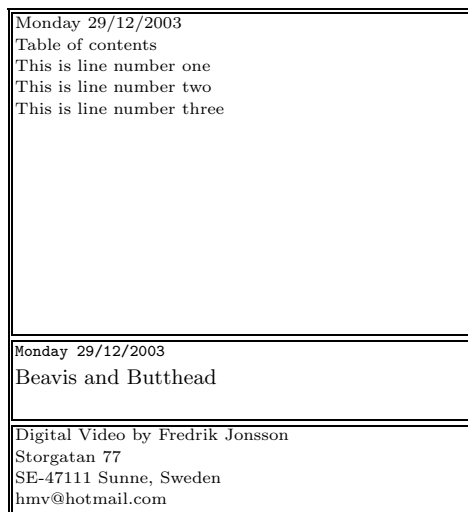 Monday 29/12/2003
Table of contents
This is line number one
This is line number two
This is line number three
Monday 29/12/2003
Beavis and Butthead
Digital Video by Fredrik Jonsson
Storgatan 77
SE-47111 Sunne, Sweden
hmv@hotmail.com